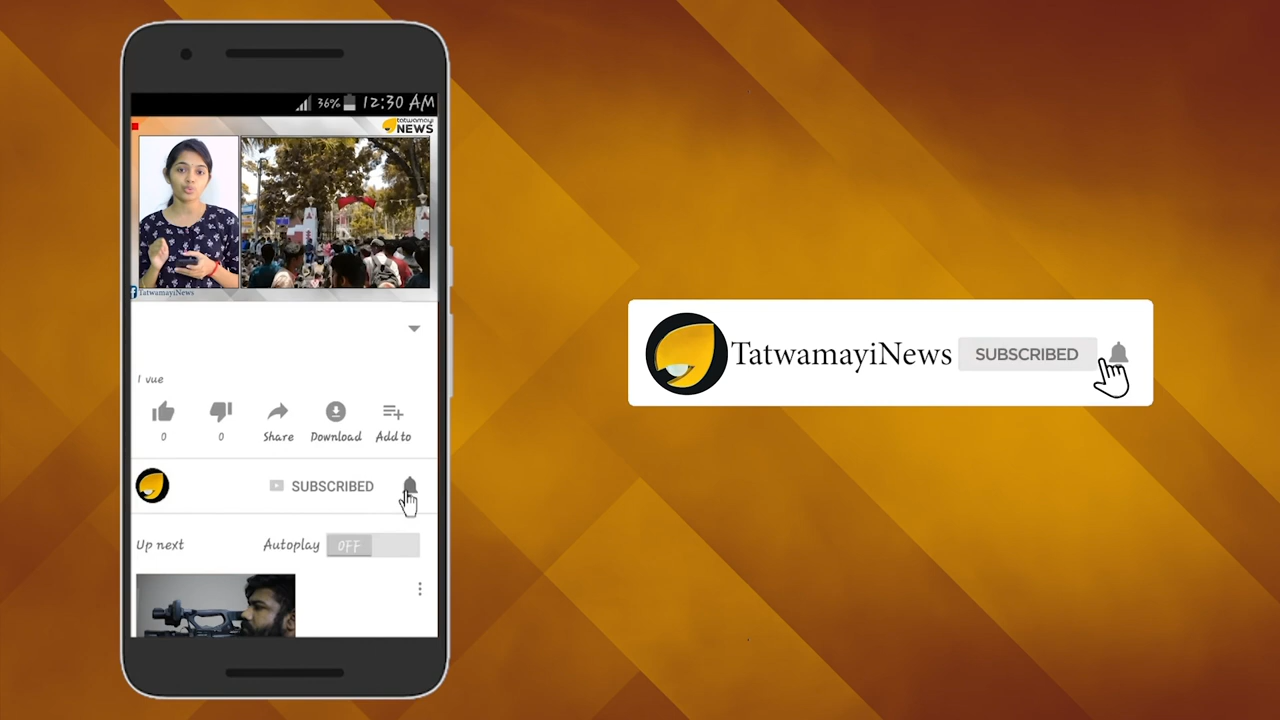 36% 12:30 AM
tatwamayi
NEWS
TatwamayiNews
1 vue
0 0 Share Download Add to
SUBSCRIBED
Up next Autoplay OFF
TatwamayiNews SUBSCRIBED